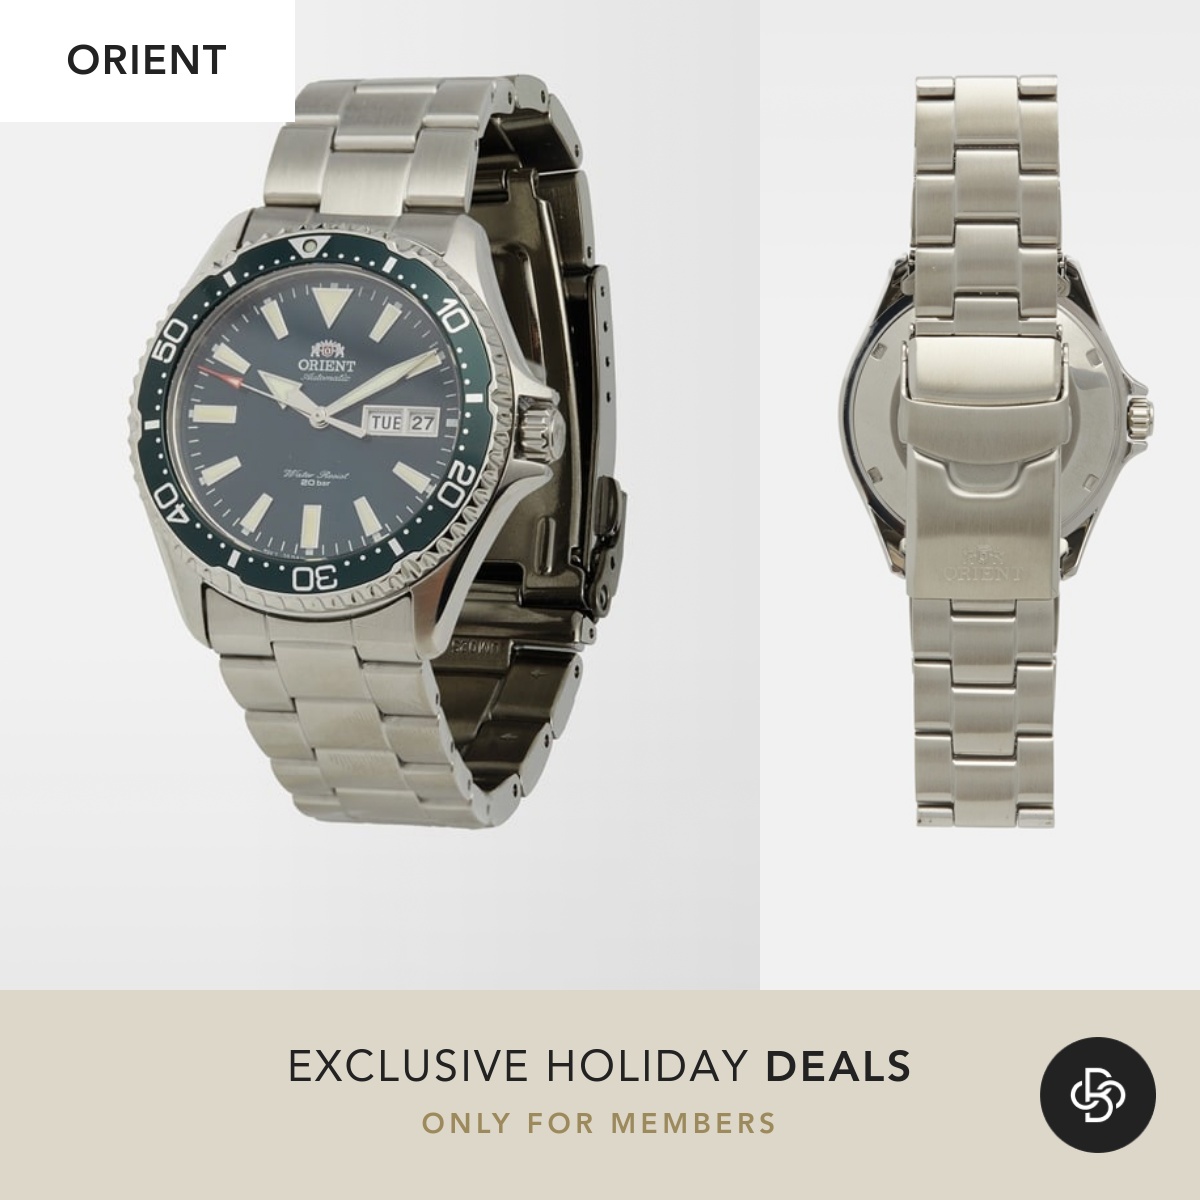 ORIENT
50
10
ORIENT
Automatic
TUE 27
Water Resist
20 bar
40
20
30
ORIENT
EXCLUSIVE HOLIDAY DEALS
ONLY FOR MEMBERS